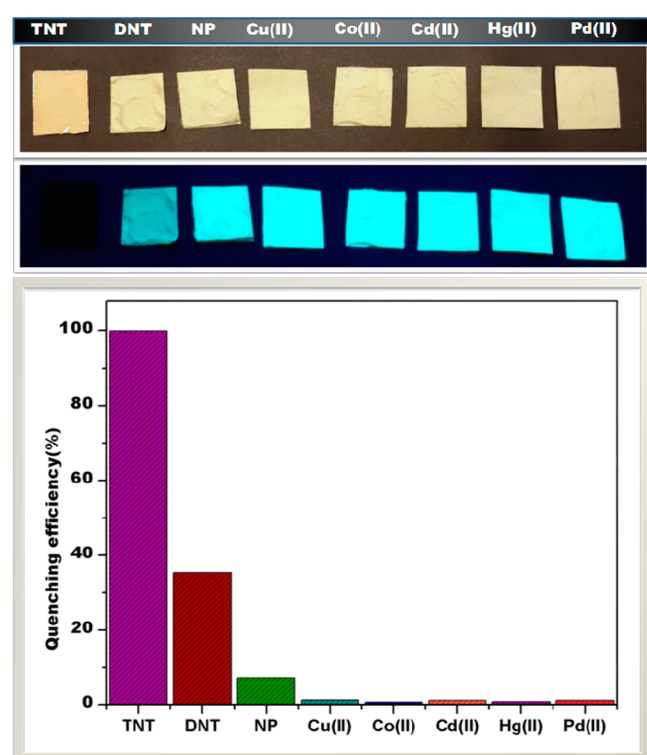 TNT DNT NP Cu(II) Co(II) Cd(II) Hg(II) Pd(II)
100
80
60
40
20
0
Quenching efficiency(%)
TNT DNT NP Cu(II) Co(II) Cd(II) Hg(II) Pd(II)